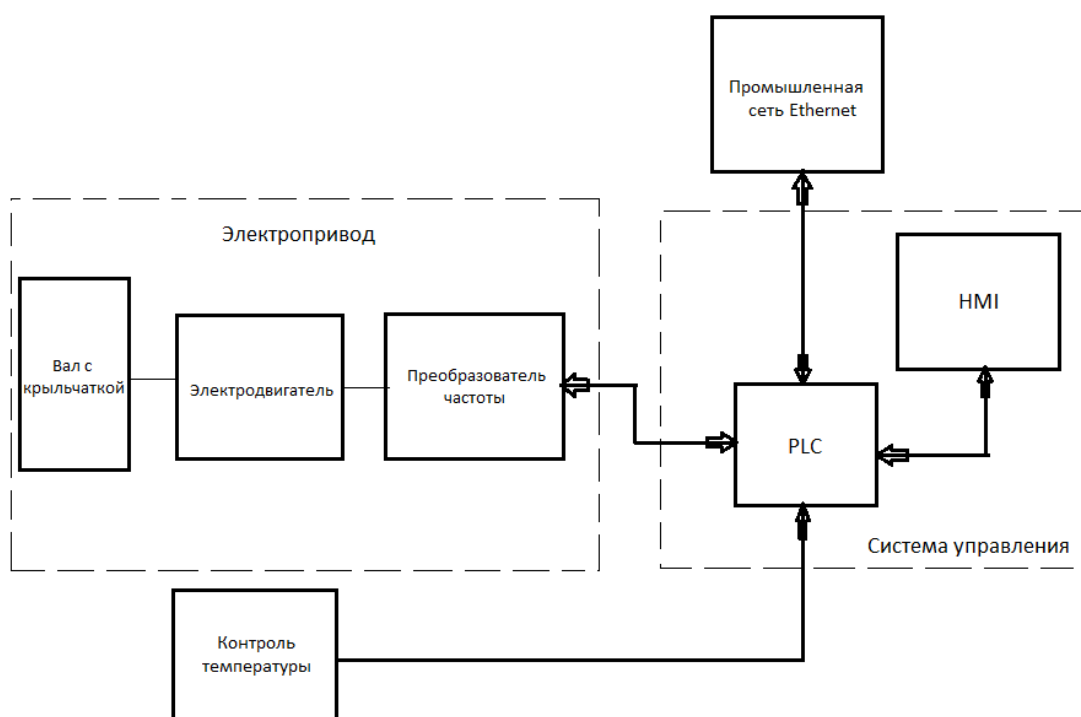 Промышленная
сеть Ethernet
Электропривод
Вал с
крыльчаткой
Электродвигатель
Преобразователь
частоты
HMI
PLC
Система управления
Контроль
температуры